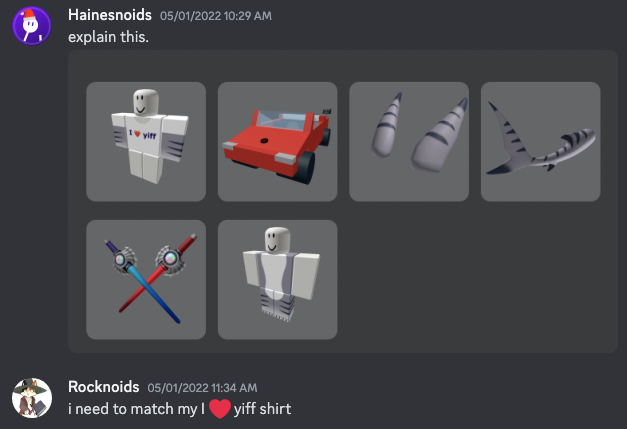 Hainesnoids 05/01/2022 10:29 AM
explain this.
I ❤ yiff
Rocknoids 05/01/2022 11:34 AM
i need to match my I ❤️ yiff shirt